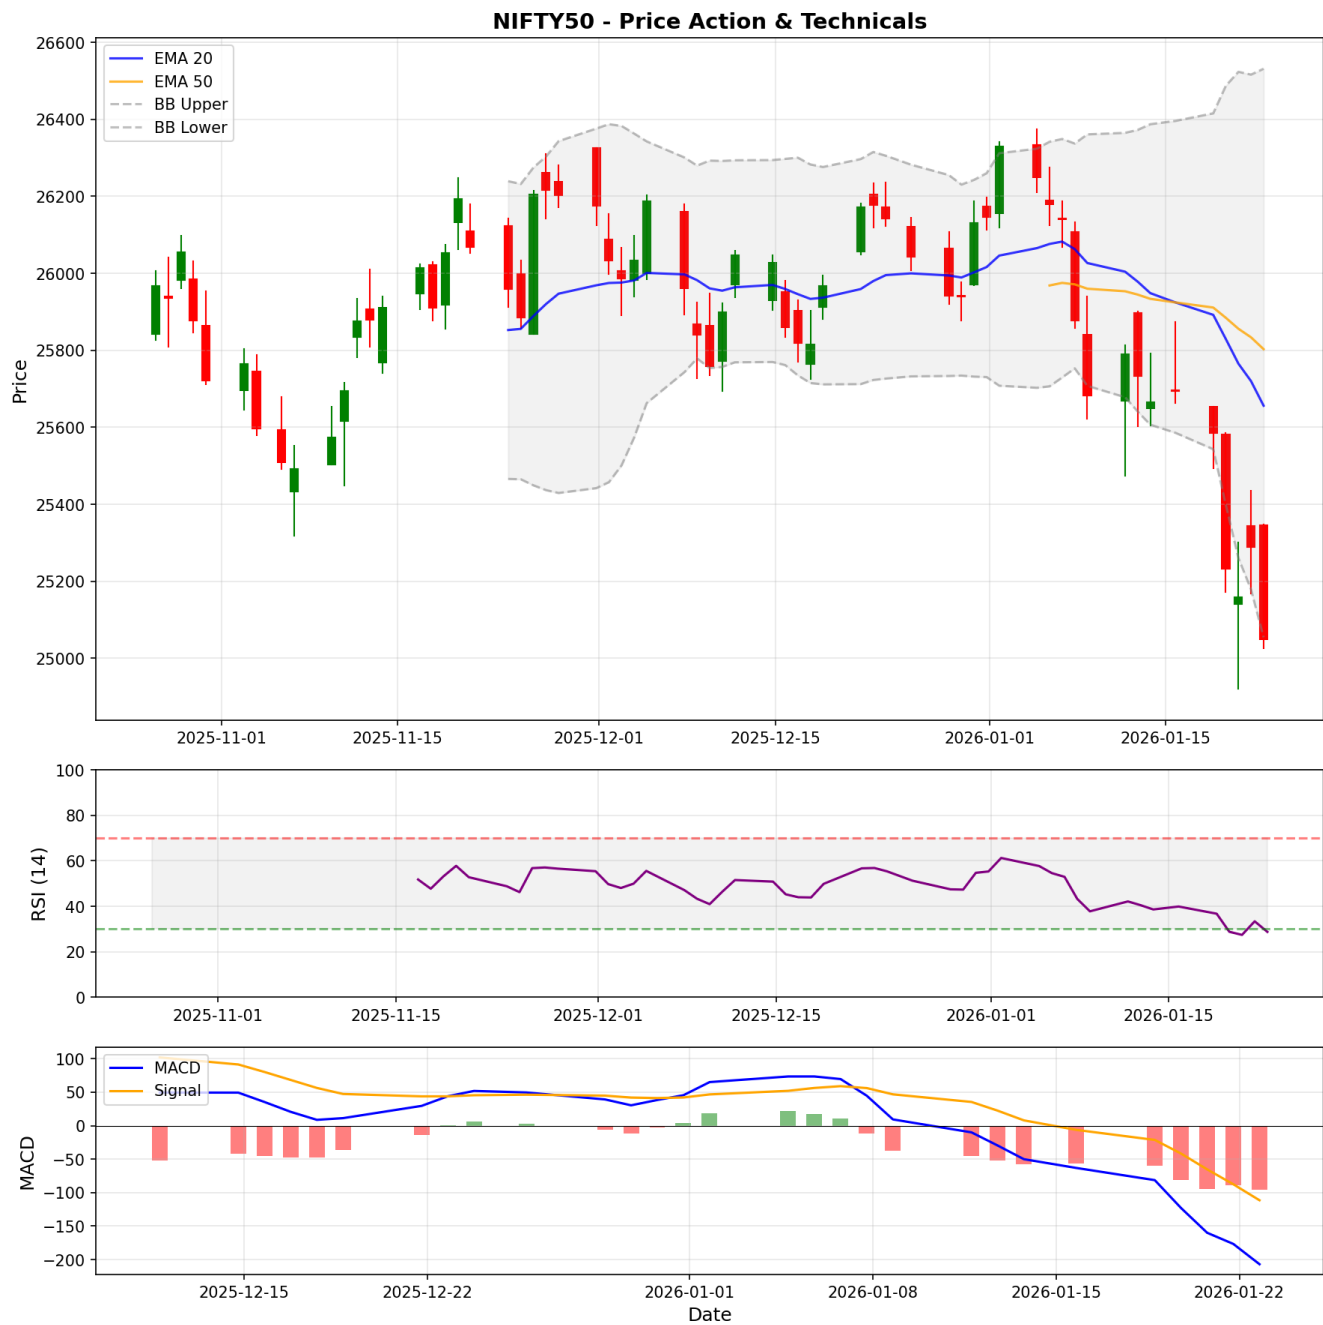 NIFTY50 - Price Action & Technicals
EMA 20
EMA 50
BB Upper
BB Lower
Price
26600
26400
26200
26000
25800
25600
25400
25200
25000
2025-11-01 2025-11-15 2025-12-01 2025-12-15 2026-01-01 2026-01-15
RSI (14)
100
80
60
40
20
0
2025-11-01 2025-11-15 2025-12-01 2025-12-15 2026-01-01 2026-01-15
MACD
Signal
MACD
100
50
0
−50
−100
−150
−200
2025-12-15 2025-12-22 2026-01-01 2026-01-08 2026-01-15 2026-01-22
Date